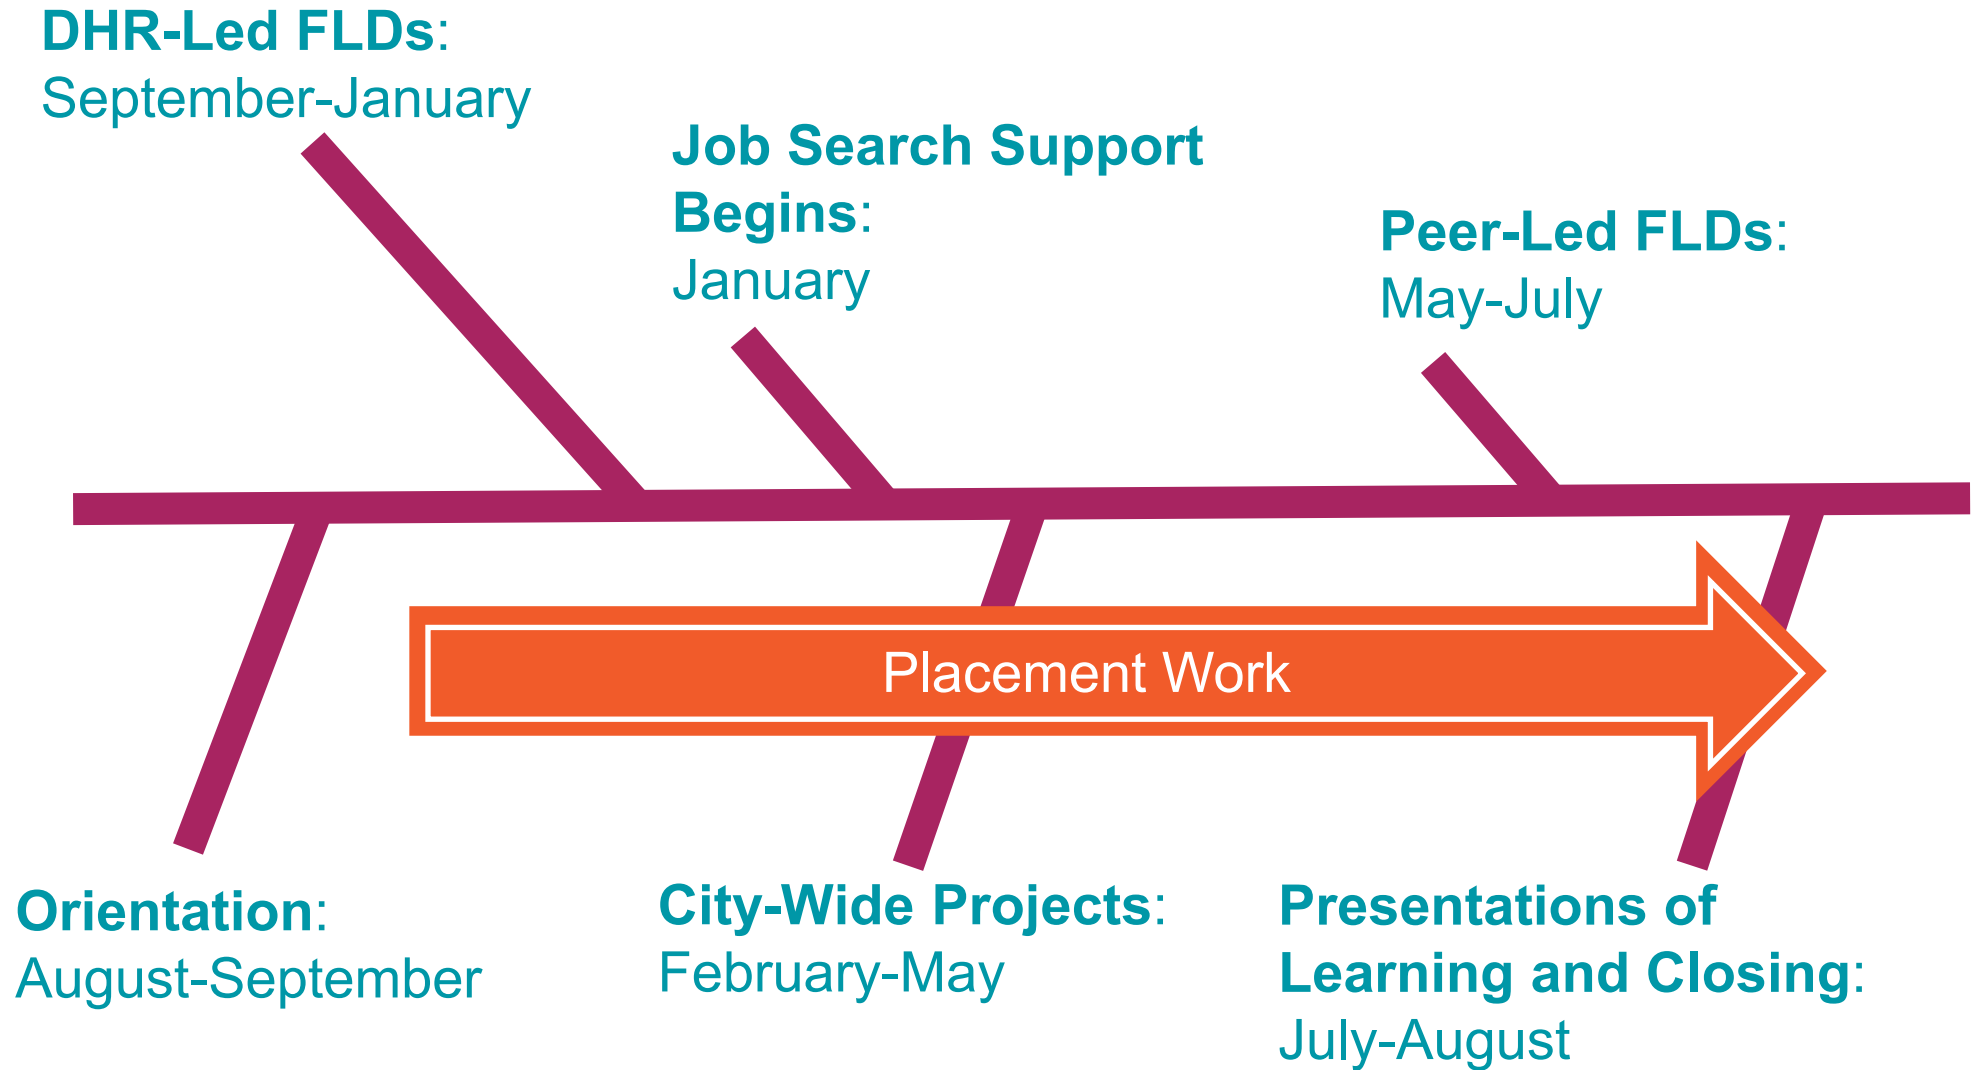 DHR-Led FLDs:
September-January
Job Search Support
Begins:
January
Peer-Led FLDs:
May-July
Placement Work
Orientation:
August-September
City-Wide Projects:
February-May
Presentations of
Learning and Closing:
July-August